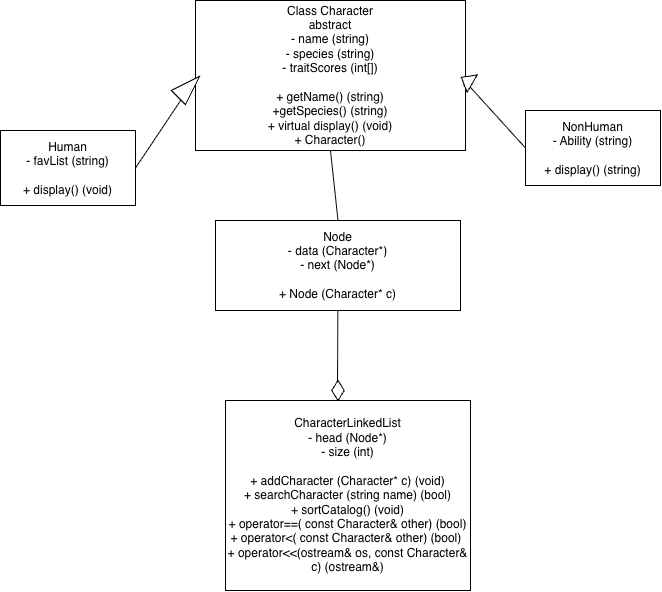 Class Character
abstract
- name (string)
- species (string)
- traitScores (int[])
+ getName() (string)
+getSpecies() (string)
+ virtual display() (void)
+ Character()
Human
- favList (string)
+ display() (void)
NonHuman
- Ability (string)
+ display() (string)
Node
- data (Character*)
- next (Node*)
+ Node (Character* c)
CharacterLinkedList
- head (Node*)
- size (int)
+ addCharacter (Character* c) (void)
+ searchCharacter (string name) (bool)
+ sortCatalog() (void)
+ operator==( const Character& other) (bool)
+ operator<( const Character& other) (bool)
+ operator<<(ostream& os, const Character&
c) (ostream&)